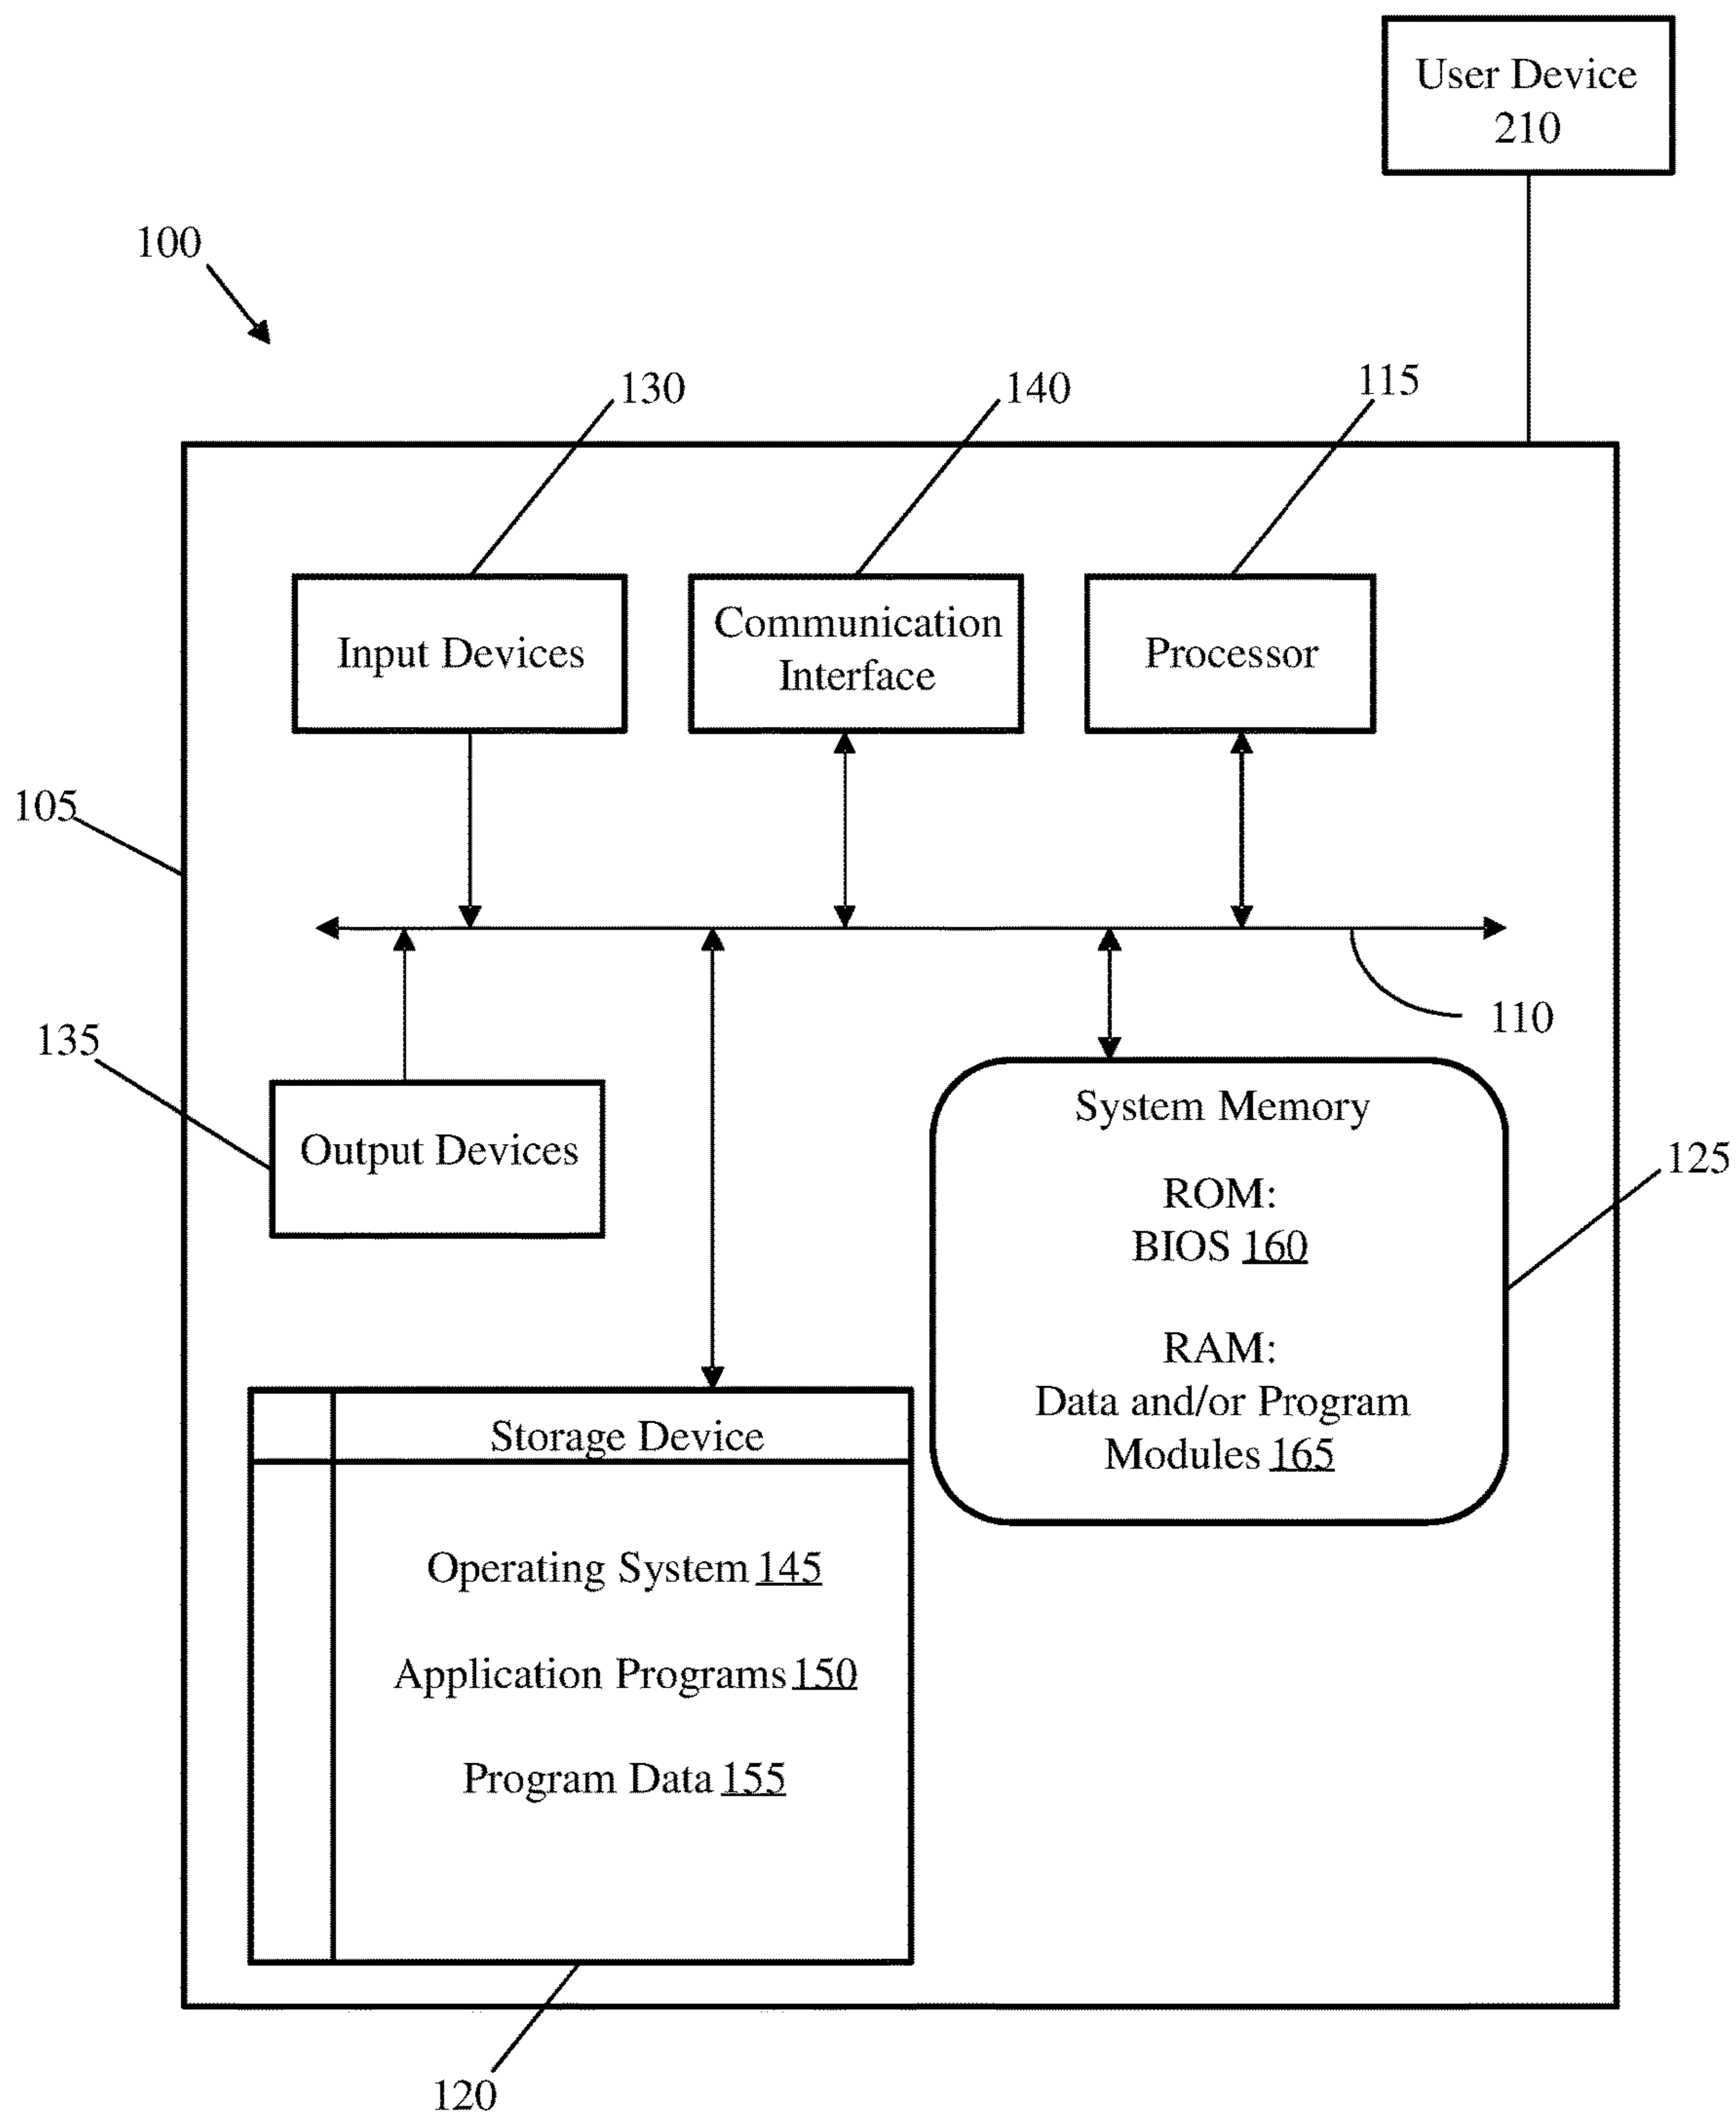 User Device
210
100
130
140
115
Input Devices
Communication
Interface
Processor
105
110
135
Output Devices
System Memory
ROM:
BIOS 160
RAM:
Data and/or Program
Modules 165
125
Storage Device
Operating System 145
Application Programs 150
Program Data 155
120